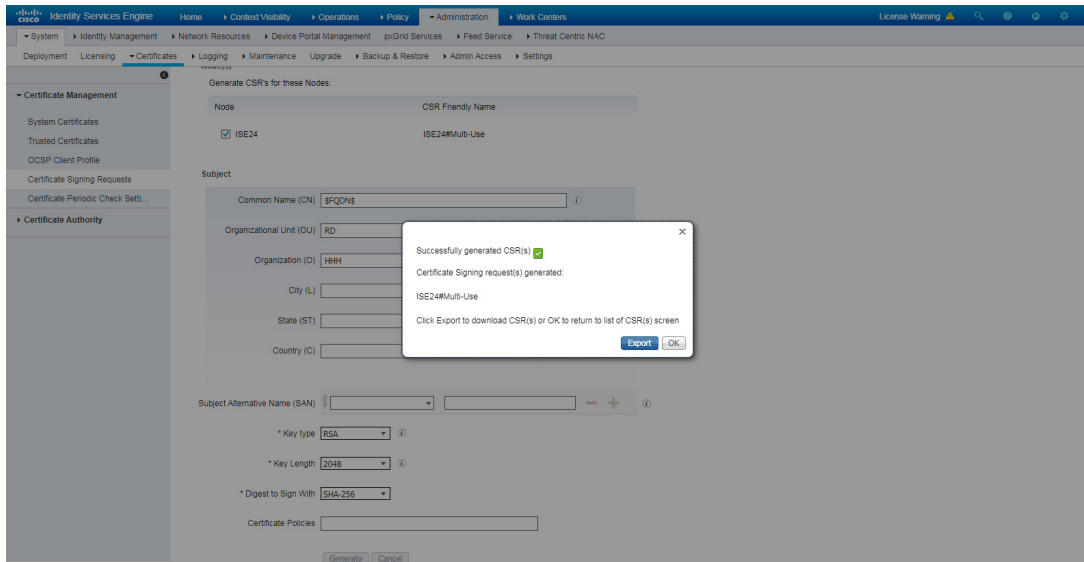 CISCO Identity Services Engine Home Context Visibility Operations Policy Administration Work Centers License Warning
System Identity Management Network Resources Device Portal Management pxGrid Services Feed Service Threat Centric NAC
Deployment Licensing Certificates Logging Maintenance Upgrade Backup & Restore Admin Access Settings
Certificate Management
System Certificates
Trusted Certificates
OCSP Client Profile
Certificate Signing Requests
Certificate Periodic Check Setti...
Certificate Authority
Node(s)
Generate CSR's for these Nodes:
Node CSR Friendly Name
ISE24 ISE24#Multi-Use
Subject
Common Name (CN) $FQDN$
Organizational Unit (OU) RD
Organization (O) HHH
City (L)
State (ST)
Country (C)
Successfully generated CSR(s)
Certificate Signing request(s) generated:
ISE24#Multi-Use
Click Export to download CSR(s) or OK to return to list of CSR(s) screen
Export OK
Subject Alternative Name (SAN)
* Key type RSA
* Key Length 2048
* Digest to Sign With SHA-256
Certificate Policies
Generate Cancel